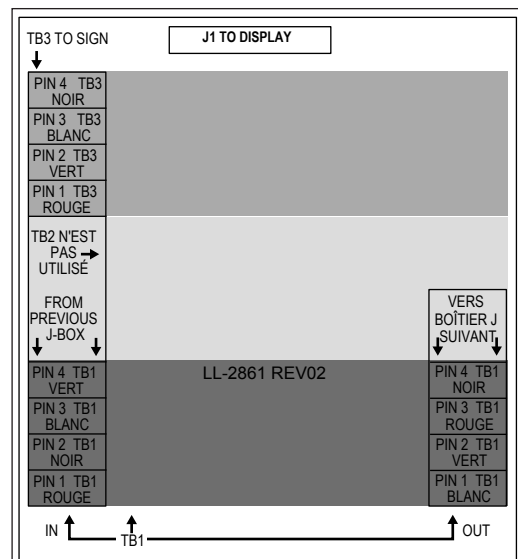 TB3 TO SIGN
J1 TO DISPLAY
PIN 4 TB3
NOIR
PIN 3 TB3
BLANC
PIN 2 TB3
VERT
PIN 1 TB3
ROUGE
TB2 N'EST
PAS
UTILISÉ
FROM
PREVIOUS
J-BOX
VERS
BOÎTIER J
SUIVANT
PIN 4 TB1
VERT
PIN 3 TB1
BLANC
PIN 2 TB1
NOIR
PIN 1 TB1
ROUGE
LL-2861 REV02
PIN 4 TB1
NOIR
PIN 3 TB1
ROUGE
PIN 2 TB1
VERT
PIN 1 TB1
BLANC
IN
TB1
OUT